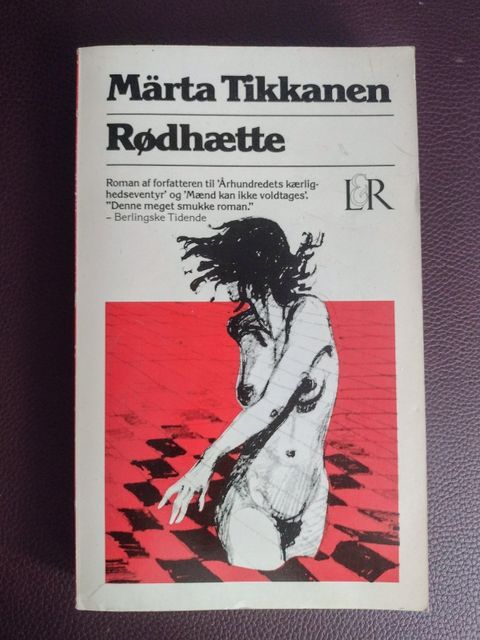 Märta Tikkanen
Rødhætte
Roman af forfatteren til 'Århundredets kærlig-
hedseventyr' og 'Mænd kan ikke voldtages'.
"Denne meget smukke roman."
– Berlingske Tidende
L&R